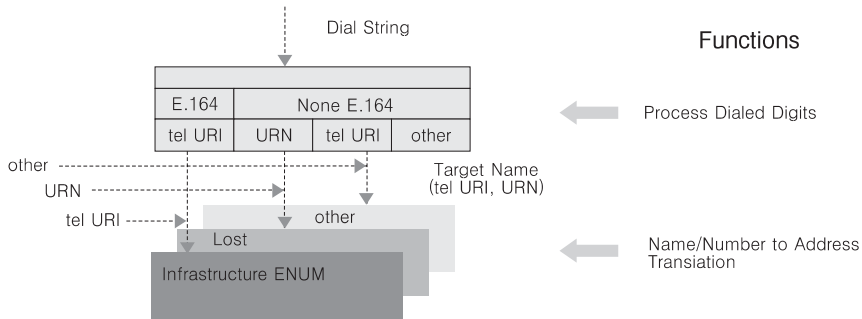 Dial String
Functions
E.164
None E.164
Process Dialed Digits
tel URI
URN
tel URI
other
other
Target Name
(tel URI, URN)
URN
tel URI
other
Lost
Name/Number to Address
Transiation
Infrastructure ENUM